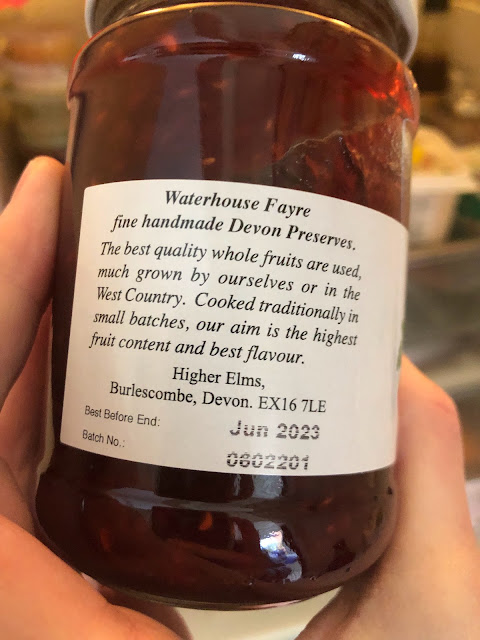 Waterhouse Fayre
fine handmade Devon Preserves.
The best quality whole fruits are used,
much grown by ourselves or in the
West Country. Cooked traditionally in
small batches, our aim is the highest
fruit content and best flavour.
Higher Elms,
Burlescombe, Devon. EX16 7LE
Best Before End: Jun 2023
Batch No.: 0602201